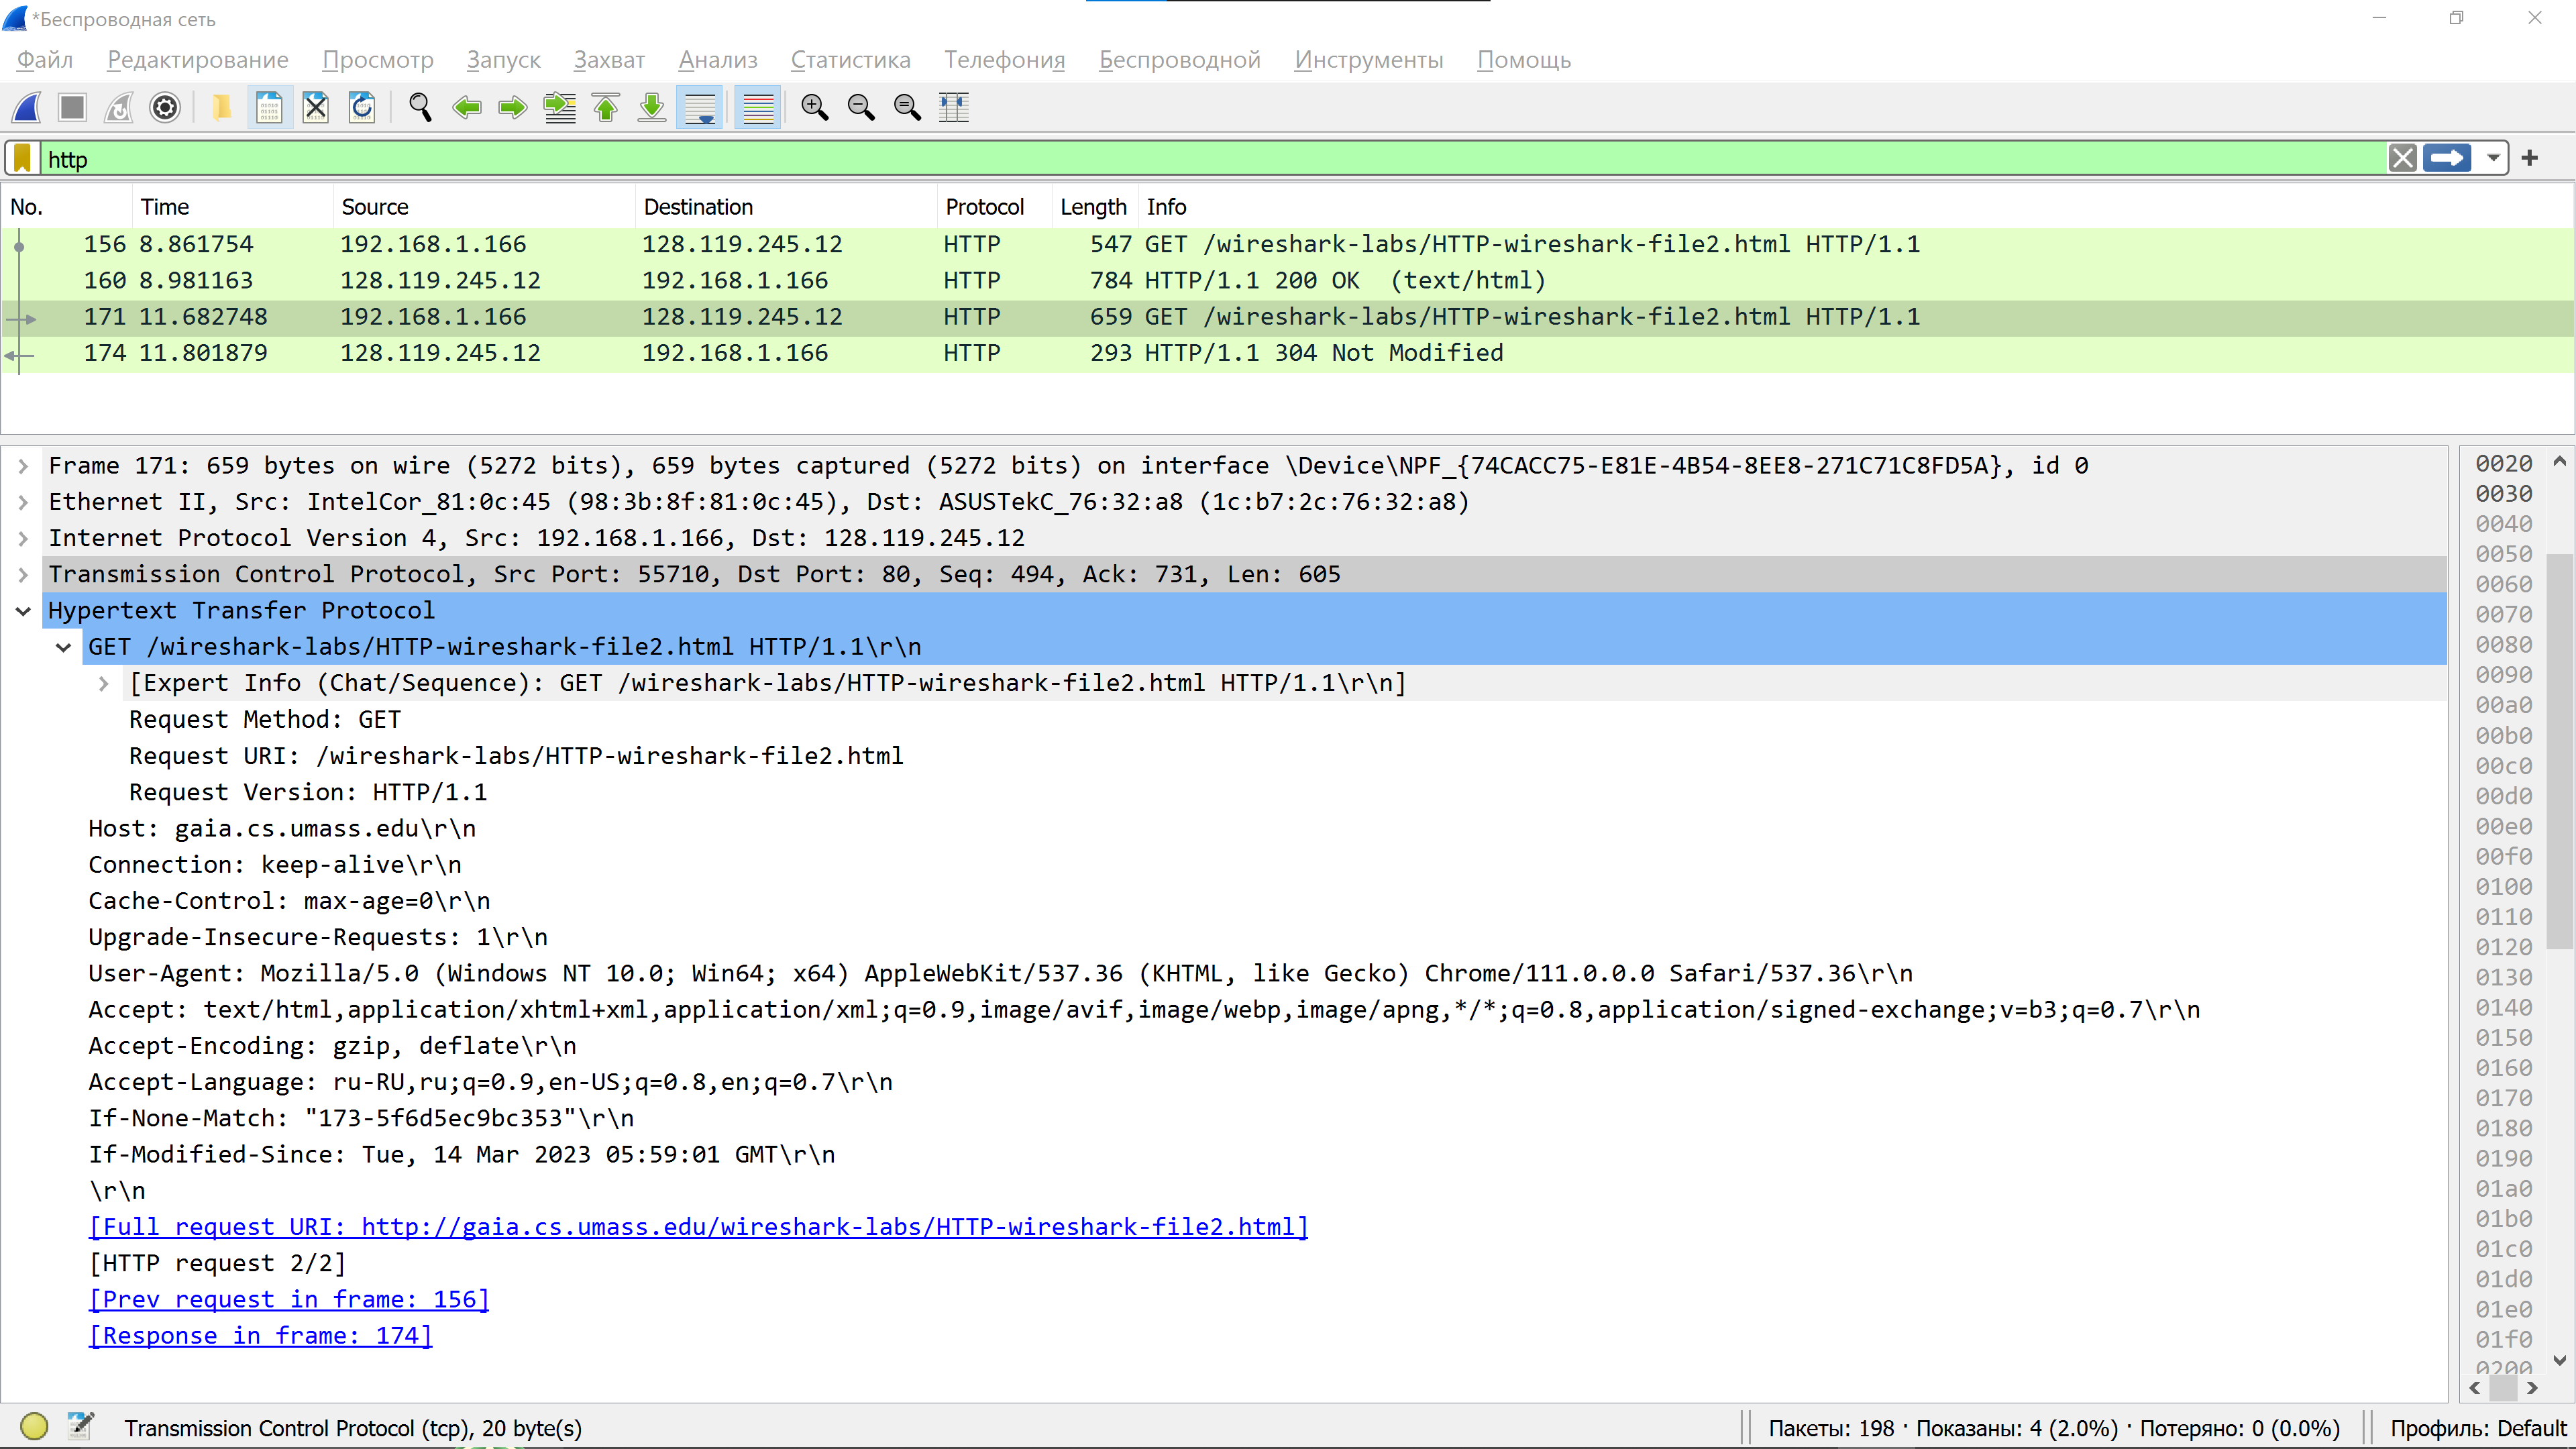 *Беспроводная сеть
Файл Редактирование Просмотр Запуск Захват Анализ Статистика Телефония Беспроводной Инструменты Помощь
http
No. Time Source Destination Protocol Length Info
156 8.861754 192.168.1.166 128.119.245.12 HTTP 547 GET /wireshark-labs/HTTP-wireshark-file2.html HTTP/1.1
160 8.981163 128.119.245.12 192.168.1.166 HTTP 784 HTTP/1.1 200 OK (text/html)
171 11.682748 192.168.1.166 128.119.245.12 HTTP 659 GET /wireshark-labs/HTTP-wireshark-file2.html HTTP/1.1
174 11.801879 128.119.245.12 192.168.1.166 HTTP 293 HTTP/1.1 304 Not Modified
Frame 171: 659 bytes on wire (5272 bits), 659 bytes captured (5272 bits) on interface \Device\NPF_{74CACC75-E81E-4B54-8EE8-271C71C8FD5A}, id 0
Ethernet II, Src: IntelCor_81:0c:45 (98:3b:8f:81:0c:45), Dst: ASUSTekC_76:32:a8 (1c:b7:2c:76:32:a8)
Internet Protocol Version 4, Src: 192.168.1.166, Dst: 128.119.245.12
Transmission Control Protocol, Src Port: 55710, Dst Port: 80, Seq: 494, Ack: 731, Len: 605
Hypertext Transfer Protocol
GET /wireshark-labs/HTTP-wireshark-file2.html HTTP/1.1\r\n
[Expert Info (Chat/Sequence): GET /wireshark-labs/HTTP-wireshark-file2.html HTTP/1.1\r\n]
Request Method: GET
Request URI: /wireshark-labs/HTTP-wireshark-file2.html
Request Version: HTTP/1.1
Host: gaia.cs.umass.edu\r\n
Connection: keep-alive\r\n
Cache-Control: max-age=0\r\n
Upgrade-Insecure-Requests: 1\r\n
User-Agent: Mozilla/5.0 (Windows NT 10.0; Win64; x64) AppleWebKit/537.36 (KHTML, like Gecko) Chrome/111.0.0.0 Safari/537.36\r\n
Accept: text/html,application/xhtml+xml,application/xml;q=0.9,image/avif,image/webp,image/apng,*/*;q=0.8,application/signed-exchange;v=b3;q=0.7\r\n
Accept-Encoding: gzip, deflate\r\n
Accept-Language: ru-RU,ru;q=0.9,en-US;q=0.8,en;q=0.7\r\n
If-None-Match: "173-5f6d5ec9bc353"\r\n
If-Modified-Since: Tue, 14 Mar 2023 05:59:01 GMT\r\n
\r\n
[Full request URI: http://gaia.cs.umass.edu/wireshark-labs/HTTP-wireshark-file2.html]
[HTTP request 2/2]
[Prev request in frame: 156]
[Response in frame: 174]
0020
0030
0040
0050
0060
0070
0080
0090
00a0
00b0
00c0
00d0
00e0
00f0
0100
0110
0120
0130
0140
0150
0160
0170
0180
0190
01a0
01b0
01c0
01d0
01e0
01f0
0200
Transmission Control Protocol (tcp), 20 byte(s)
Пакеты: 198 · Показаны: 4 (2.0%) · Потеряно: 0 (0.0%)
Профиль: Default